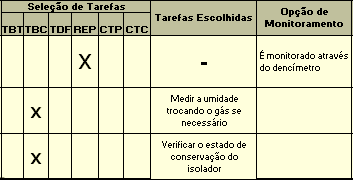 Seleção de Tarefas
Tarefas Escolhidas
Opção de
Monitoramento
TBT TBC TDF REP CTP CTC
X
-
É monitorado através
do dencímetro
X
Medir a umidade
trocando o gás se
necessário
X
Verificar o estado de
conservação do
isolador